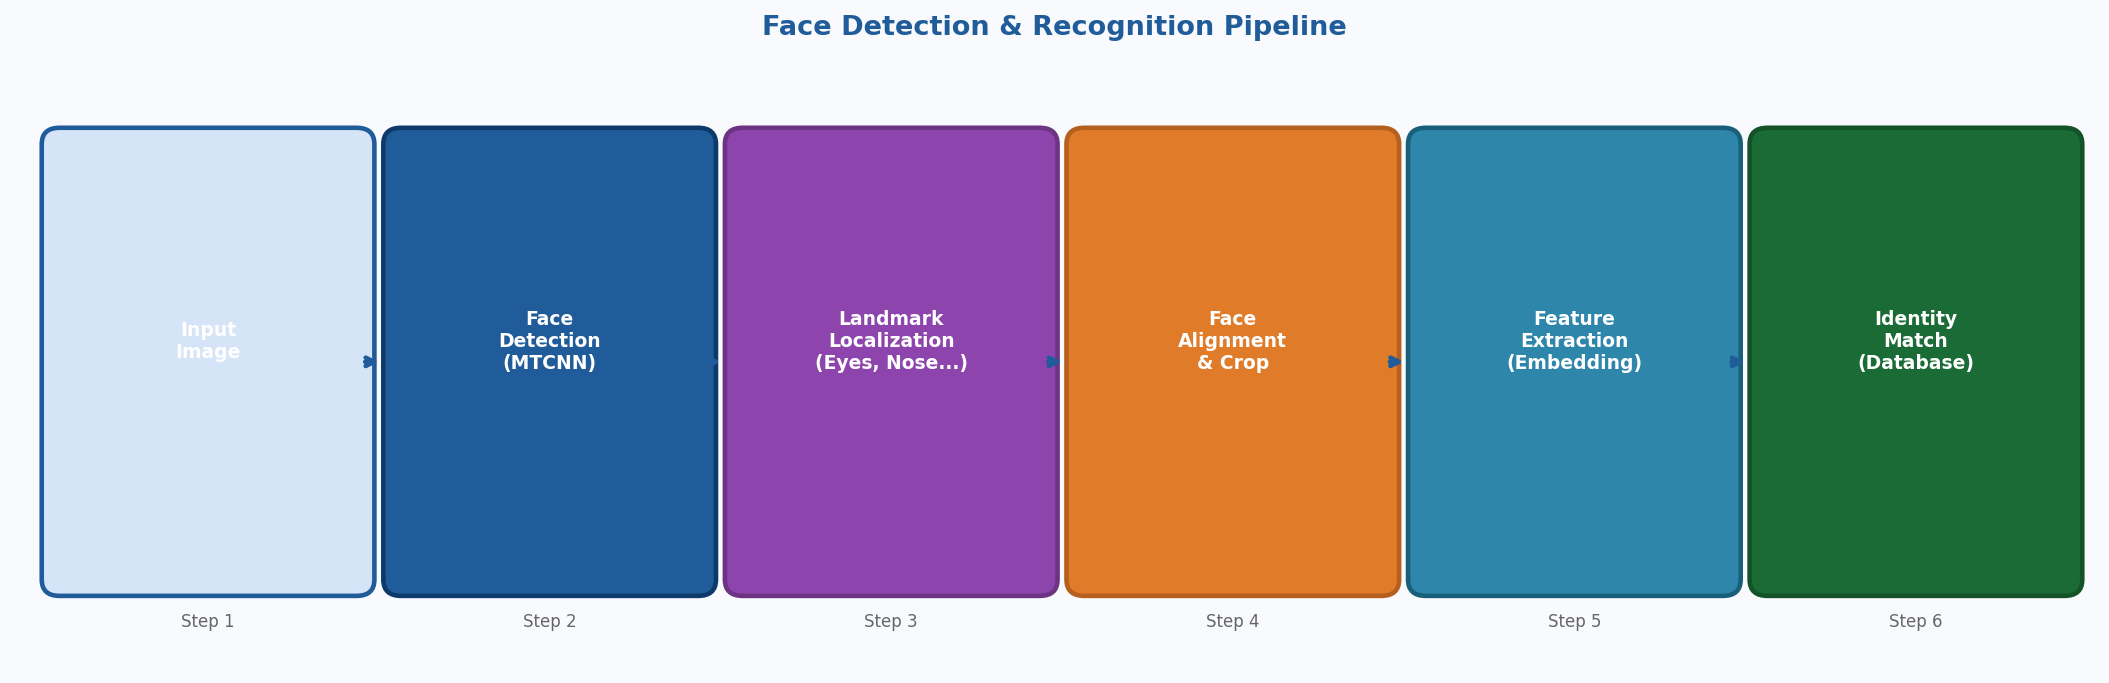 Face Detection & Recognition Pipeline
Input
Image
Face
Detection
(MTCNN)
Landmark
Localization
(Eyes, Nose...)
Face
Alignment
& Crop
Feature
Extraction
(Embedding)
Identity
Match
(Database)
Step 1
Step 2
Step 3
Step 4
Step 5
Step 6